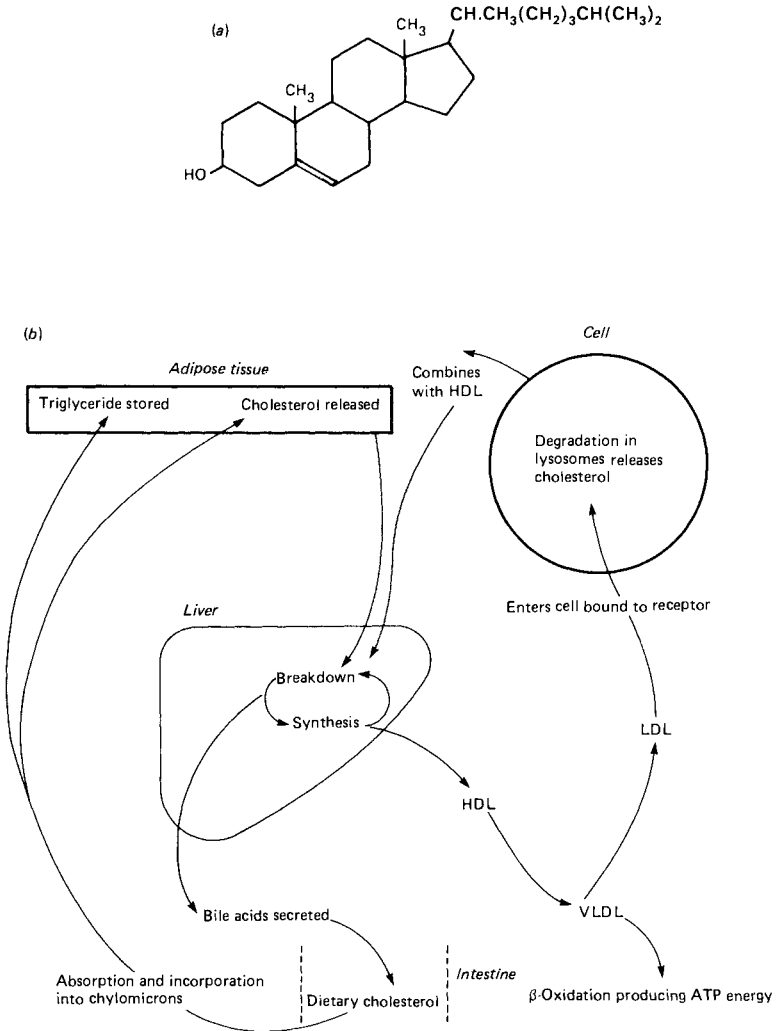 (a)
CH.CH₃(CH₂)₃CH(CH₃)₂
CH₃
CH₃
HO
(b)
Adipose tissue
Triglyceride stored
Cholesterol released
Combines
with HDL
Cell
Degradation in
lysosomes releases
cholesterol
Enters cell bound to receptor
Liver
Breakdown
Synthesis
LDL
HDL
VLDL
Bile acids secreted
Intestine
Absorption and incorporation
into chylomicrons
Dietary cholesterol
β-Oxidation producing ATP energy